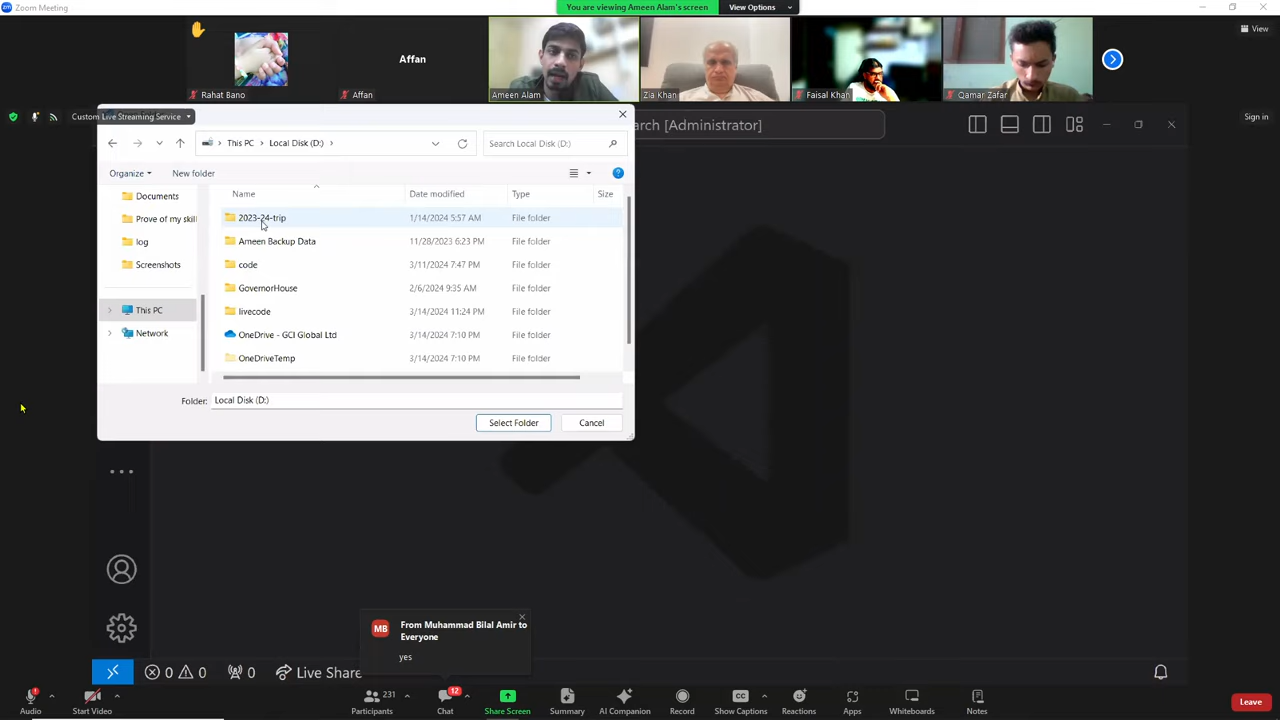 Zoom Meeting
You are viewing Ameen Alam's screen
View Options
View
Rahat Bano
Affan
Affan
Ameen Alam
Zia Khan
Faisal Khan
Qamar Zafar
Custom Live Streaming Service
Sign in
arch [Administrator]
This PC > Local Disk (D:) >
Search Local Disk (D:)
Organize
New folder
Documents
Prove of my skil
log
Screenshots
This PC
Network
Name Date modified Type Size
2023-24-trip 1/14/2024 5:57 AM File folder
Ameen Backup Data 11/28/2023 6:23 PM File folder
code 3/11/2024 7:47 PM File folder
GovernorHouse 2/6/2024 9:35 AM File folder
livecode 3/14/2024 11:24 PM File folder
OneDrive - GCI Global Ltd 3/14/2024 7:10 PM File folder
OneDriveTemp 3/14/2024 7:10 PM File folder
Folder: Local Disk (D:)
Select Folder
Cancel
MB
From Muhammad Bilal Amir to
Everyone
yes
0 0 0 Live Share
1
231
12
CC
Audio
Start Video
Participants
Chat
Share Screen
Summary
AI Companion
Record
Show Captions
Reactions
Apps
Whiteboards
Notes
Leave